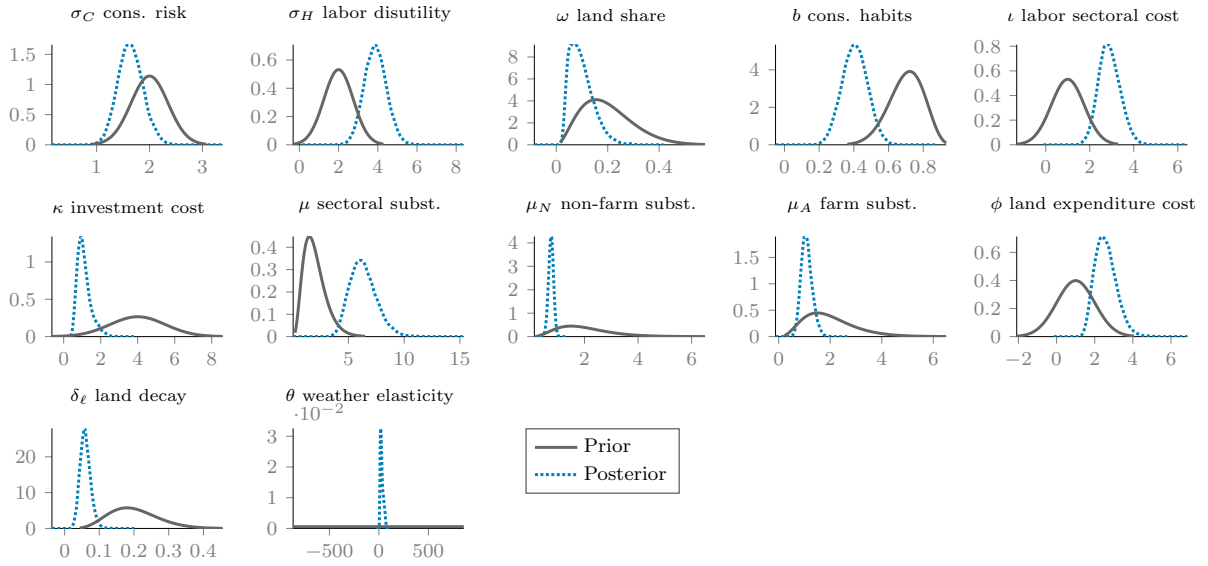 σ_C cons. risk
1.5
1
0.5
0
1 2 3
σ_H labor disutility
0.6
0.4
0.2
0
0 2 4 6 8
ω land share
8
6
4
2
0
0 0.2 0.4
b cons. habits
4
2
0
0 0.2 0.4 0.6 0.8
ι labor sectoral cost
0.8
0.6
0.4
0.2
0
0 2 4 6
κ investment cost
1
0.5
0
0 2 4 6 8
μ sectoral subst.
0.4
0.3
0.2
0.1
0
5 10 15
μ_N non-farm subst.
4
3
2
1
0
2 4 6
μ_A farm subst.
1.5
1
0.5
0
0 2 4 6
φ land expenditure cost
0.6
0.4
0.2
0
−2 0 2 4 6
δ_ℓ land decay
20
10
0
0 0.1 0.2 0.3 0.4
θ weather elasticity
·10⁻²
3
2
1
0
−500 0 500
Prior
Posterior